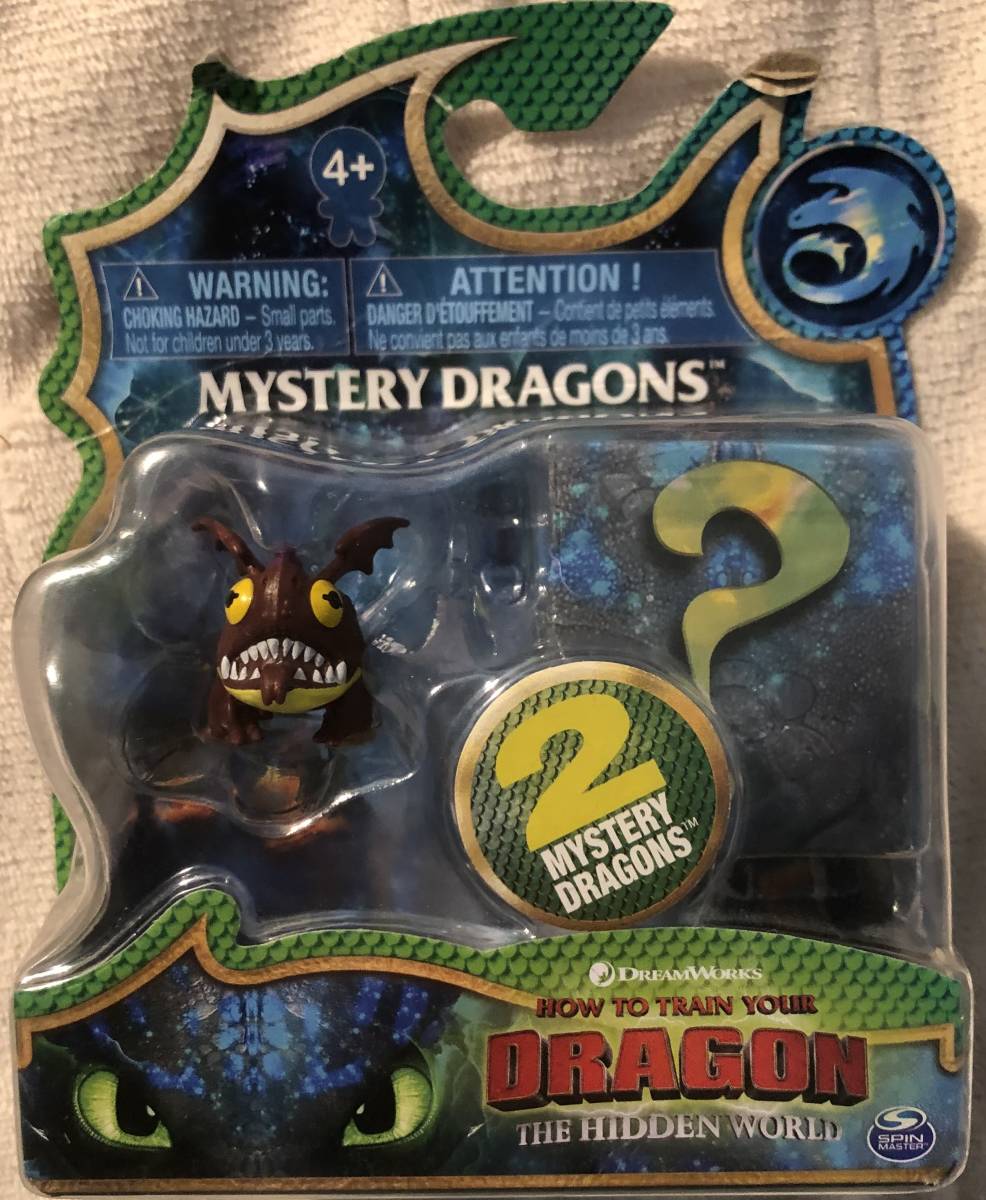 4+
⚠ WARNING:
CHOKING HAZARD – Small parts.
Not for children under 3 years.
⚠ ATTENTION !
DANGER D'ÉTOUFFEMENT – Contient de petits éléments.
Ne convient pas aux enfants de moins de 3 ans.
MYSTERY DRAGONS™
?
2
MYSTERY
DRAGONS™
DREAMWORKS
HOW TO TRAIN YOUR
DRAGON
THE HIDDEN WORLD
SPIN
MASTER™